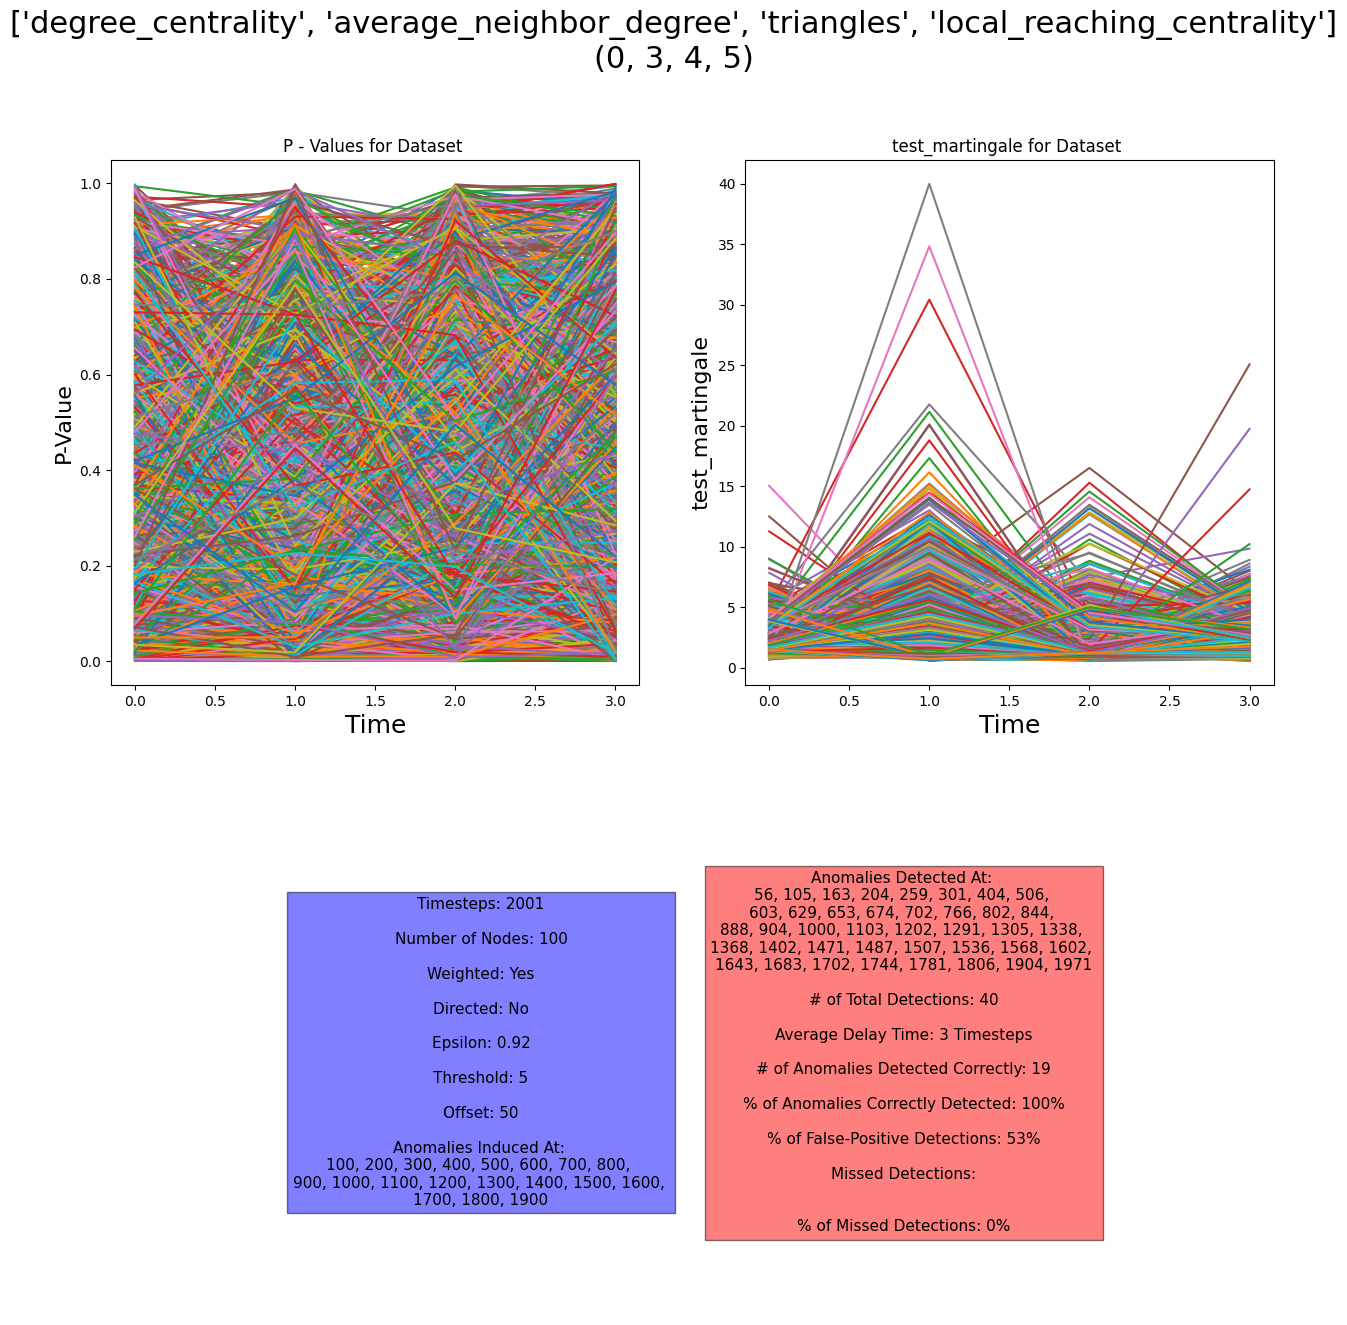 ['degree_centrality', 'average_neighbor_degree', 'triangles', 'local_reaching_centrality']
(0, 3, 4, 5)
P - Values for Dataset
1.0
0.8
0.6
0.4
0.2
0.0
P-Value
0.0 0.5 1.0 1.5 2.0 2.5 3.0
Time
test_martingale for Dataset
40
35
30
25
20
15
10
5
0
test_martingale
0.0 0.5 1.0 1.5 2.0 2.5 3.0
Time
Timesteps: 2001
Number of Nodes: 100
Weighted: Yes
Directed: No
Epsilon: 0.92
Threshold: 5
Offset: 50
Anomalies Induced At:
100, 200, 300, 400, 500, 600, 700, 800,
900, 1000, 1100, 1200, 1300, 1400, 1500, 1600,
1700, 1800, 1900
Anomalies Detected At:
56, 105, 163, 204, 259, 301, 404, 506,
603, 629, 653, 674, 702, 766, 802, 844,
888, 904, 1000, 1103, 1202, 1291, 1305, 1338,
1368, 1402, 1471, 1487, 1507, 1536, 1568, 1602,
1643, 1683, 1702, 1744, 1781, 1806, 1904, 1971
# of Total Detections: 40
Average Delay Time: 3 Timesteps
# of Anomalies Detected Correctly: 19
% of Anomalies Correctly Detected: 100%
% of False-Positive Detections: 53%
Missed Detections:
% of Missed Detections: 0%